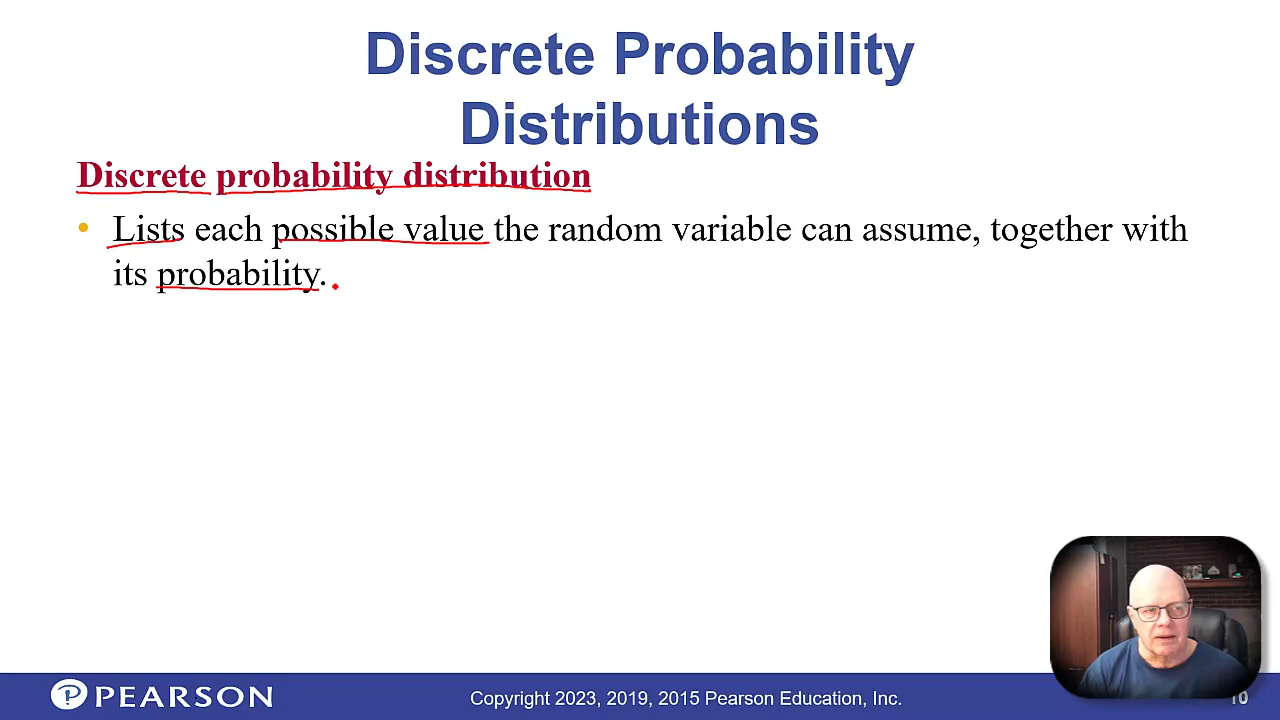 Discrete Probability
Distributions
Discrete probability distribution
• Lists each possible value the random variable can assume, together with
its probability.
PEARSON
Copyright 2023, 2019, 2015 Pearson Education, Inc.
10